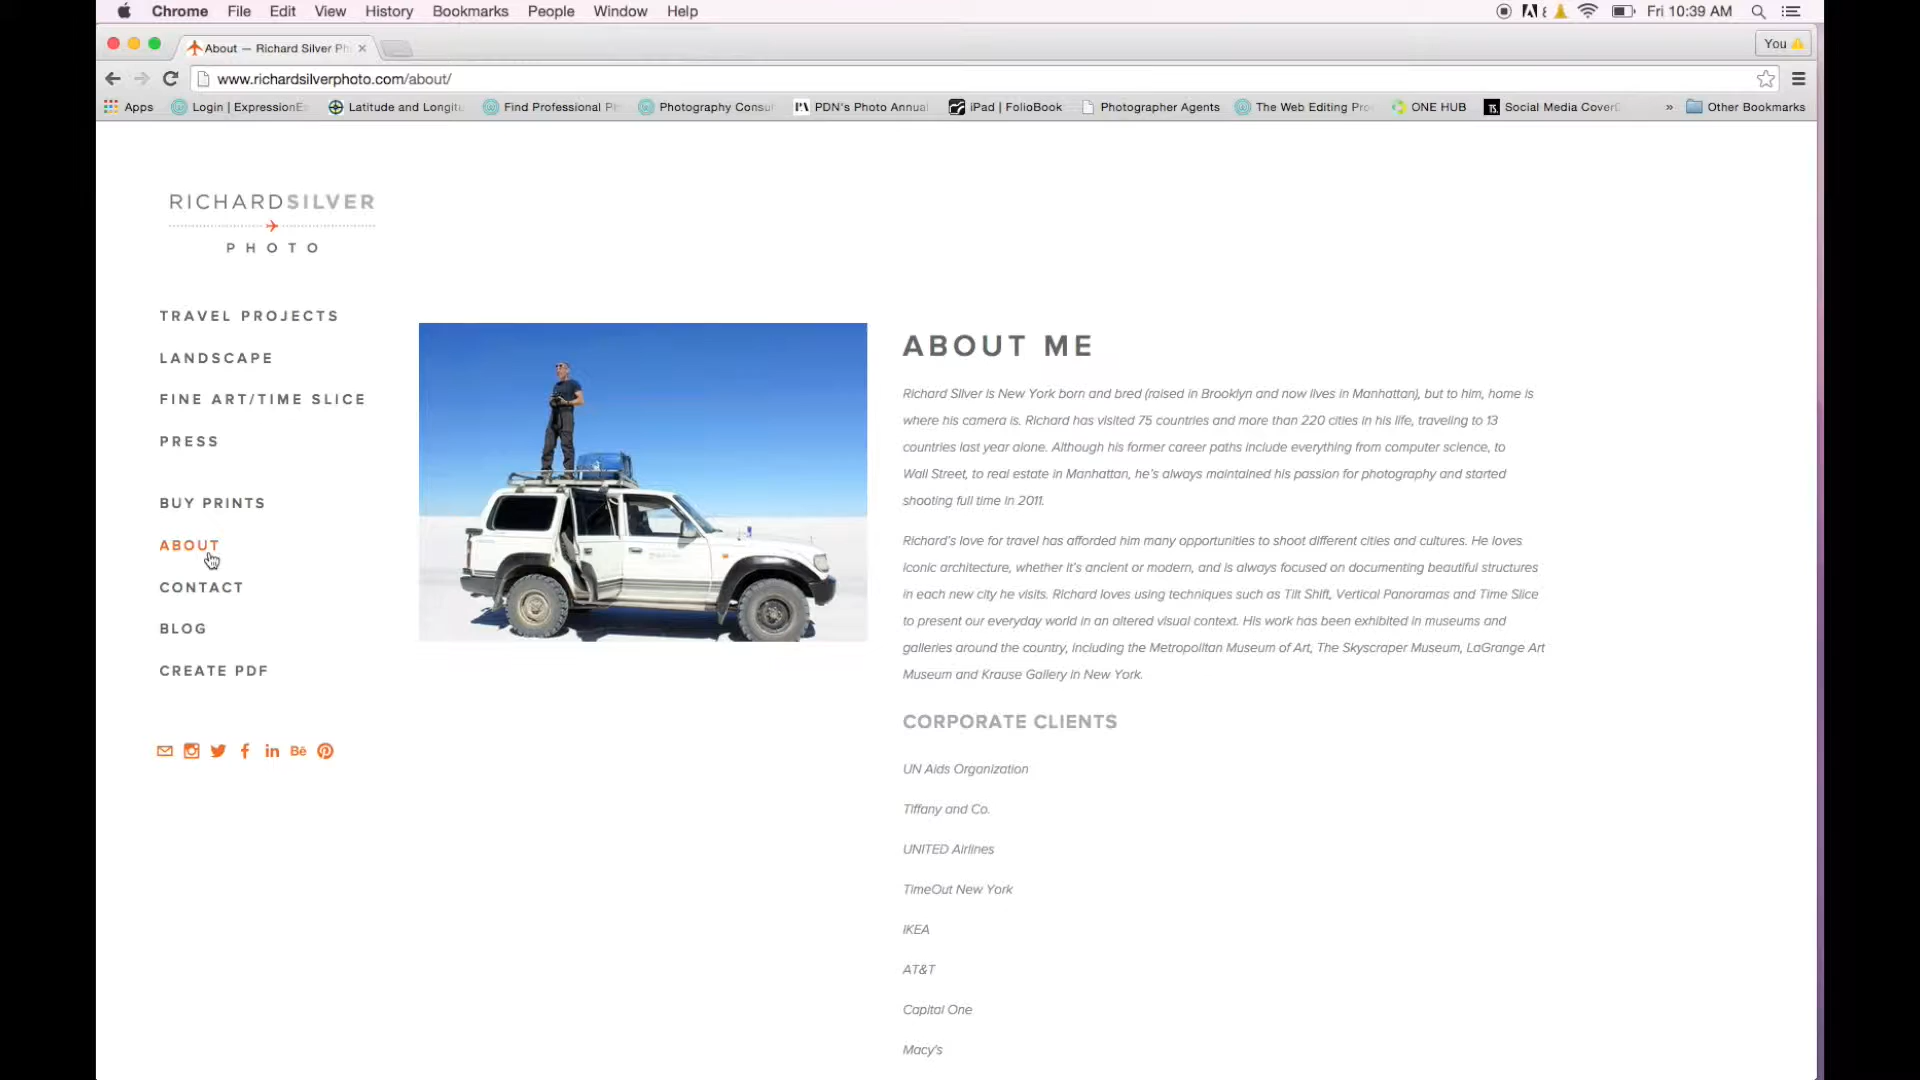 Chrome File Edit View History Bookmarks People Window Help
Fri 10:39 AM
About — Richard Silver Ph
You
www.richardsilverphoto.com/about/
Apps Login | ExpressionE Latitude and Longitu Find Professional P Photography Consu PDN's Photo Annual iPad | FolioBook Photographer Agents The Web Editing Pro ONE HUB Social Media Cover » Other Bookmarks
RICHARDSILVER
PHOTO
TRAVEL PROJECTS
LANDSCAPE
FINE ART/TIME SLICE
PRESS
BUY PRINTS
ABOUT
CONTACT
BLOG
CREATE PDF
Bē
ABOUT ME
Richard Silver is New York born and bred (raised in Brooklyn and now lives in Manhattan), but to him, home is
where his camera is. Richard has visited 75 countries and more than 220 cities in his life, traveling to 13
countries last year alone. Although his former career paths include everything from computer science, to
Wall Street, to real estate in Manhattan, he's always maintained his passion for photography and started
shooting full time in 2011.
Richard's love for travel has afforded him many opportunities to shoot different cities and cultures. He loves
iconic architecture, whether it's ancient or modern, and is always focused on documenting beautiful structures
in each new city he visits. Richard loves using techniques such as Tilt Shift, Vertical Panoramas and Time Slice
to present our everyday world in an altered visual context. His work has been exhibited in museums and
galleries around the country, including the Metropolitan Museum of Art, The Skyscraper Museum, LaGrange Art
Museum and Krause Gallery in New York.
CORPORATE CLIENTS
UN Aids Organization
Tiffany and Co.
UNITED Airlines
TimeOut New York
IKEA
AT&T
Capital One
Macy's